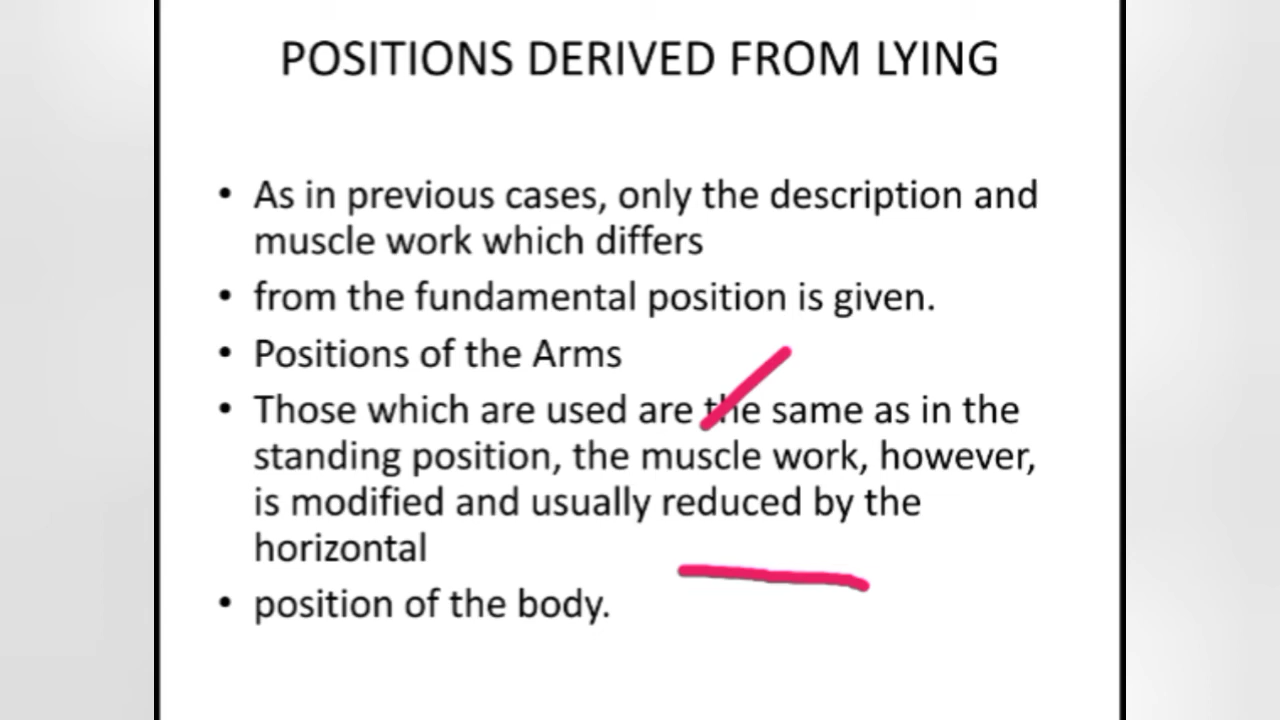 POSITIONS DERIVED FROM LYING
• As in previous cases, only the description and
muscle work which differs
• from the fundamental position is given.
• Positions of the Arms
• Those which are used are the same as in the
standing position, the muscle work, however,
is modified and usually reduced by the
horizontal
• position of the body.